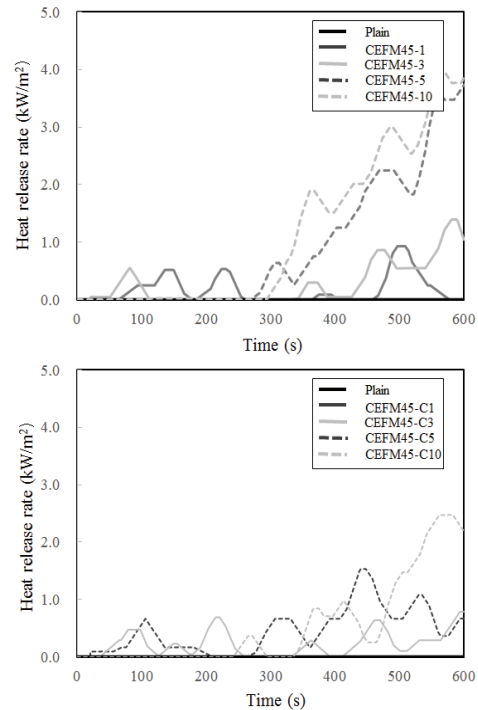 5.0
4.0
3.0
2.0
1.0
0.0
Heat release rate (kW/m²)
Plain
CEFM45-1
CEFM45-3
CEFM45-5
CEFM45-10
0 100 200 300 400 500 600
Time (s)
5.0
4.0
3.0
2.0
1.0
0.0
Heat release rate (kW/m²)
Plain
CEFM45-C1
CEFM45-C3
CEFM45-C5
CEFM45-C10
0 100 200 300 400 500 600
Time (s)